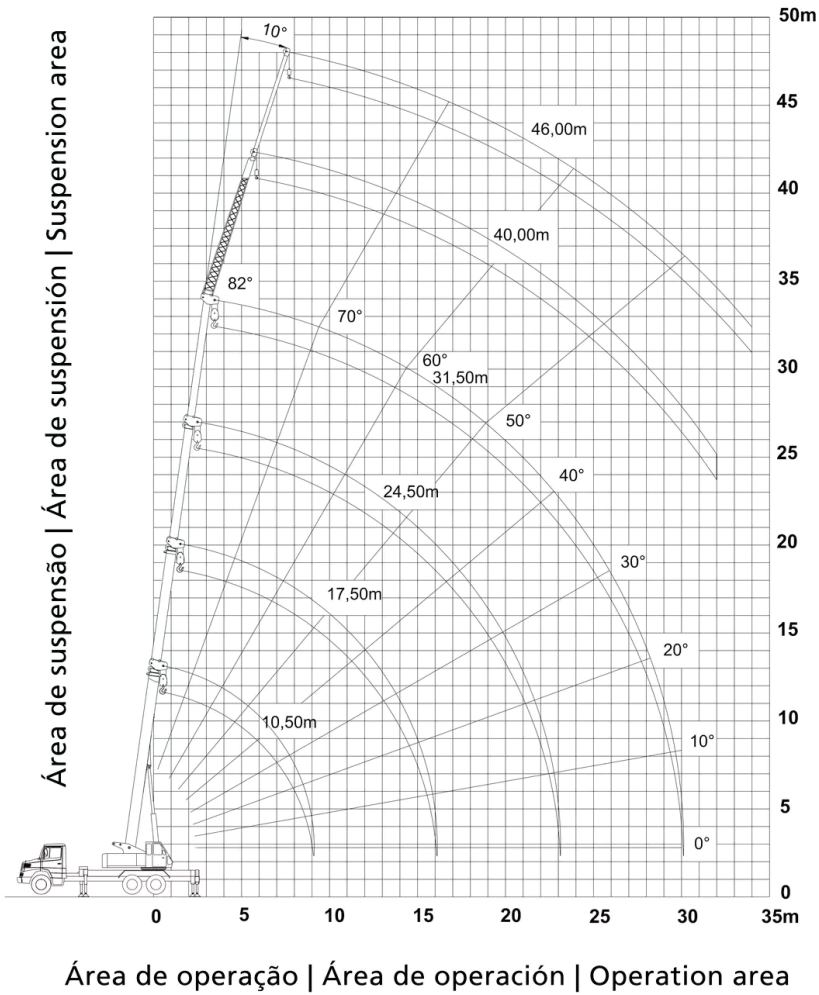 50m
10°
45
46,00m
40
40,00m
35
82°
70°
30
60°
31,50m
50°
25
40°
24,50m
20
30°
17,50m
15
20°
10
10,50m
10°
5
0°
0
0 5 10 15 20 25 30 35m
Área de suspensão | Área de suspensión | Suspension area
Área de operação | Área de operación | Operation area